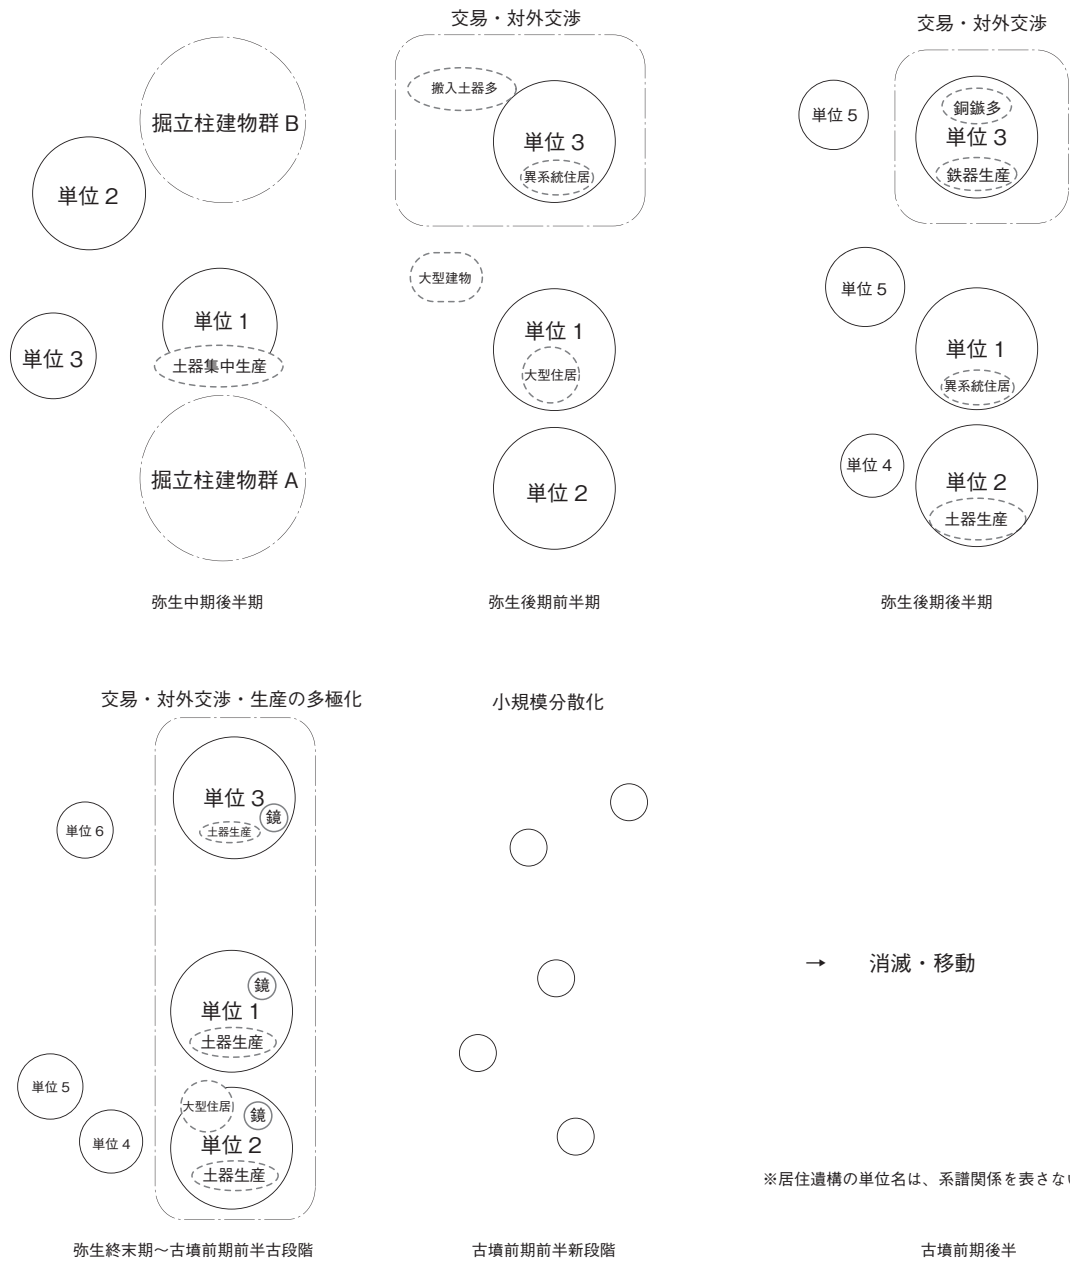 掘立柱建物群 B
単位 2
単位 1
土器集中生産
単位 3
掘立柱建物群 A
弥生中期後半期
交易・対外交渉
搬入土器多
単位 3
異系統住居
大型建物
単位 1
大型住居
単位 2
弥生後期前半期
交易・対外交渉
単位 5
銅鏃多
単位 3
鉄器生産
単位 5
単位 1
異系統住居
単位 4
単位 2
土器生産
弥生後期後半期
交易・対外交渉・生産の多極化
単位 3
鏡
土器生産
単位 6
鏡
単位 1
土器生産
単位 5
大型住居
鏡
単位 4
単位 2
土器生産
弥生終末期～古墳前期前半古段階
小規模分散化
古墳前期前半新段階
→ 消滅・移動
※居住遺構の単位名は、系譜関係を表さな
古墳前期後半